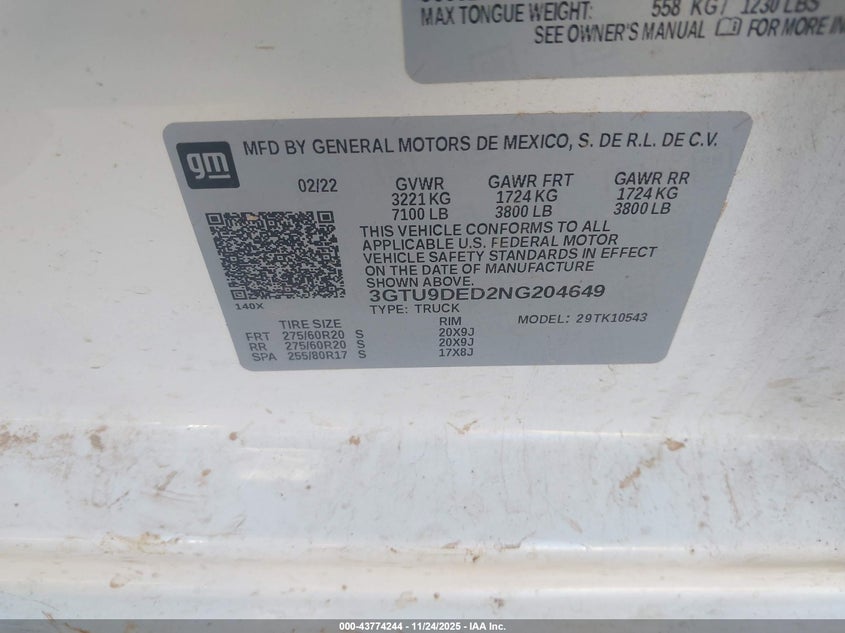 MAX TONGUE WEIGHT: 558 KG / 1230 LBS
SEE OWNER'S MANUAL FOR MORE IN
gm
MFD BY GENERAL MOTORS DE MEXICO, S. DE R.L. DE C.V.
02/22 GVWR GAWR FRT GAWR RR
3221 KG 1724 KG 1724 KG
7100 LB 3800 LB 3800 LB
THIS VEHICLE CONFORMS TO ALL
APPLICABLE U.S. FEDERAL MOTOR
VEHICLE SAFETY STANDARDS IN EFFECT
ON THE DATE OF MANUFACTURE
SHOWN ABOVE.
3GTU9DED2NG204649
140X
TYPE: TRUCK MODEL: 29TK10543
TIRE SIZE RIM
FRT 275/60R20 S 20X9J
RR 275/60R20 S 20X9J
SPA 255/80R17 S 17X8J
000-43774244 - 11/24/2025 - IAA Inc.